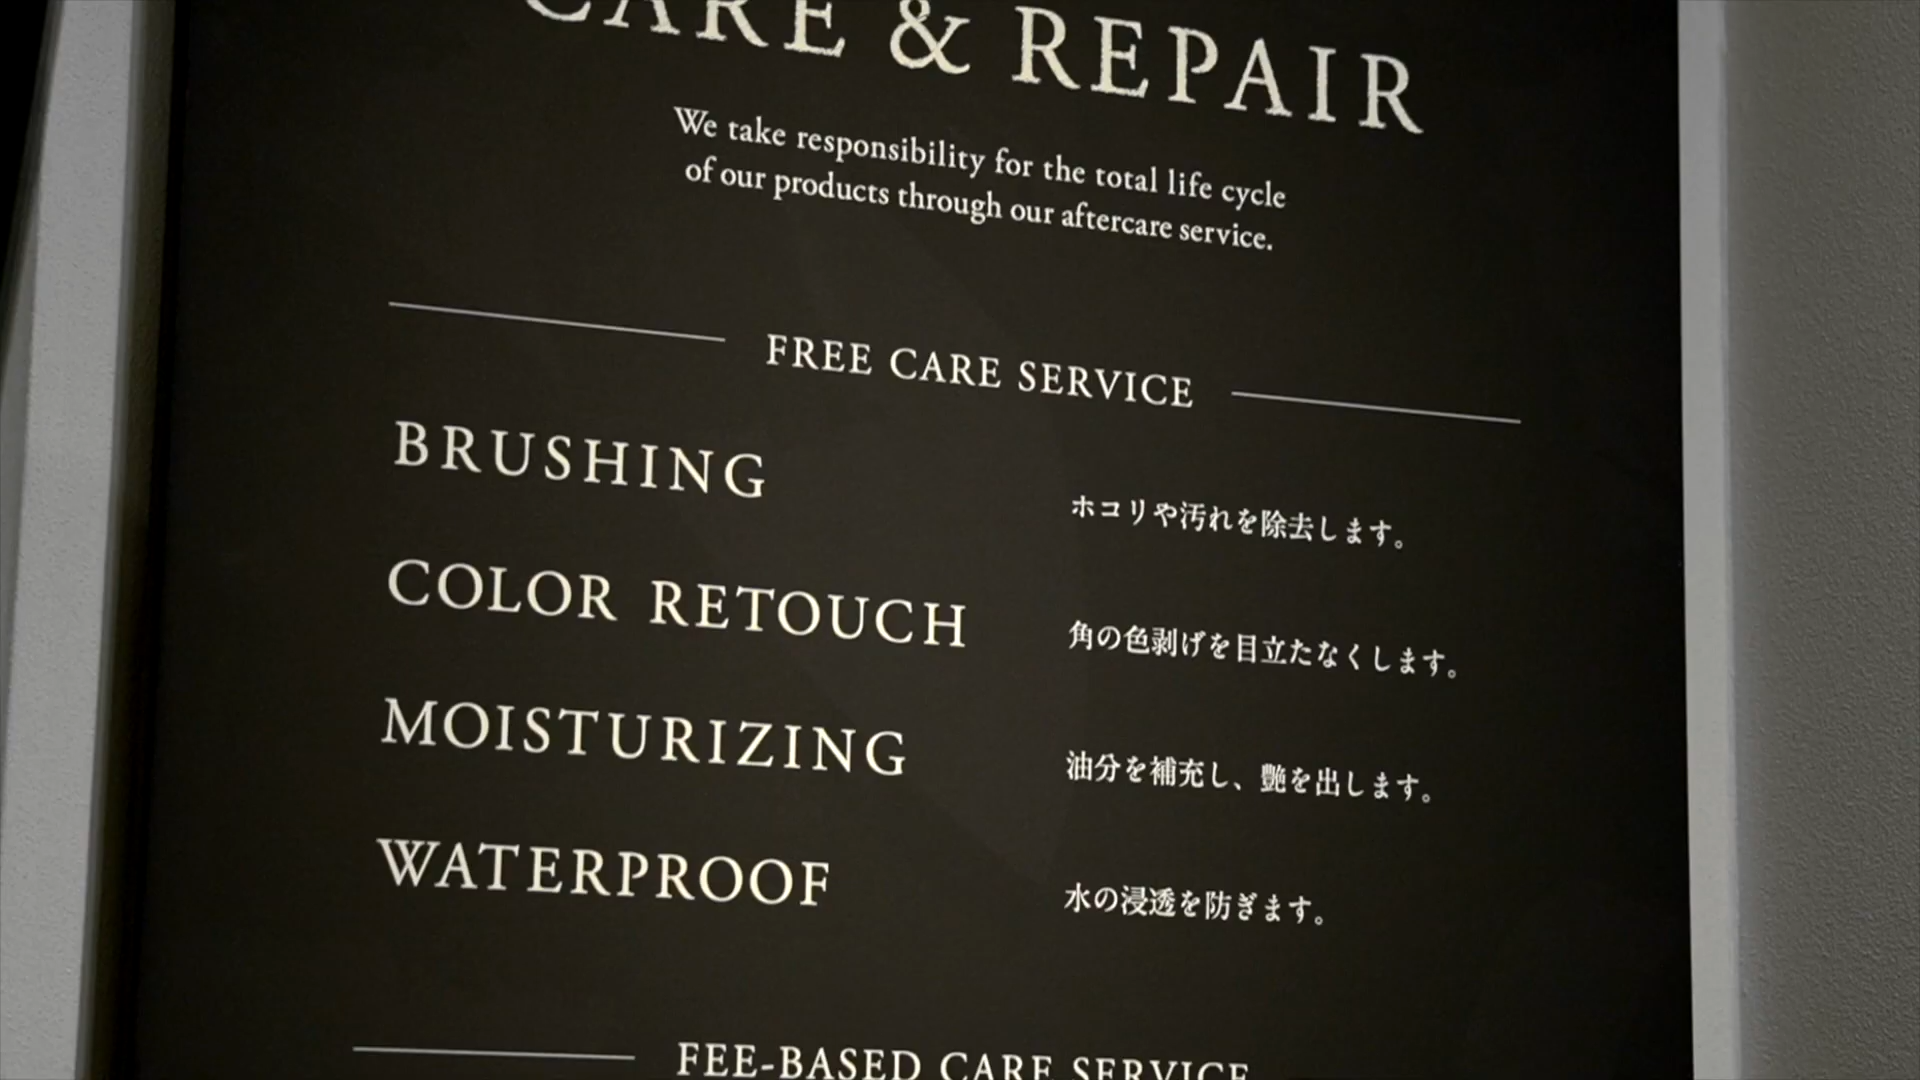 CARE & REPAIR
We take responsibility for the total life cycle
of our products through our aftercare service.
FREE CARE SERVICE
BRUSHING
ホコリや汚れを除去します。
COLOR RETOUCH
角の色剥げを目立たなくします。
MOISTURIZING
油分を補充し、艶を出します。
WATERPROOF
水の浸透を防ぎます。
FEE-BASED CARE SERVICE